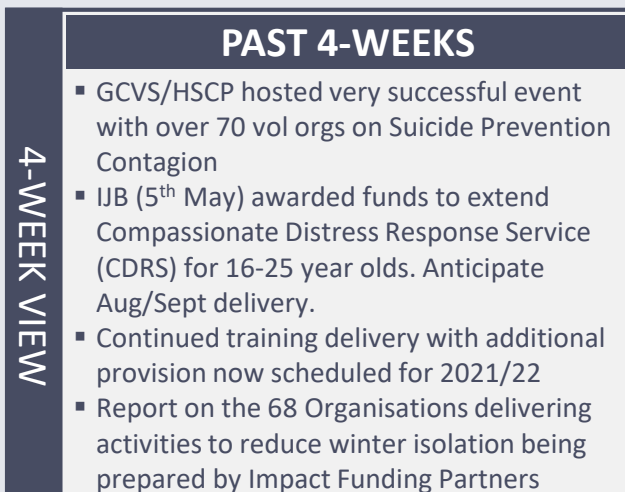 4-WEEK VIEW
PAST 4-WEEKS
▪ GCVS/HSCP hosted very successful event
with over 70 vol orgs on Suicide Prevention
Contagion
▪ IJB (5th May) awarded funds to extend
Compassionate Distress Response Service
(CDRS) for 16-25 year olds. Anticipate
Aug/Sept delivery.
▪ Continued training delivery with additional
provision now scheduled for 2021/22
▪ Report on the 68 Organisations delivering
activities to reduce winter isolation being
prepared by Impact Funding Partners